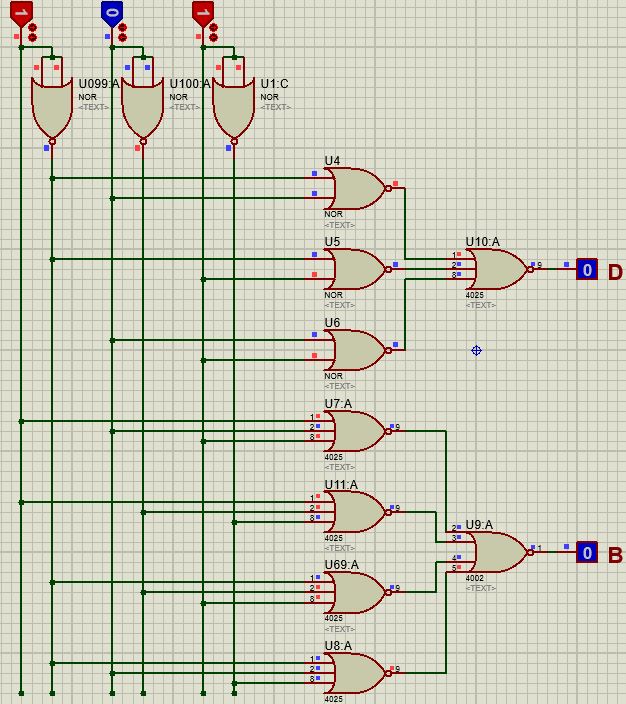 1 0 1
U099:A U100:A U1:C
NOR NOR NOR
<TEXT> <TEXT> <TEXT>
U4
NOR
<TEXT>
U5
NOR
<TEXT>
U10:A
1
2
8
9
4025
<TEXT>
0 D
U6
NOR
<TEXT>
U7:A
1
2
8
9
4025
<TEXT>
U11:A
1
2
8
9
4025
<TEXT>
U9:A
2
3
4
5
1
4002
<TEXT>
0 B
U69:A
1
2
8
9
4025
<TEXT>
U8:A
1
2
8
9
4025